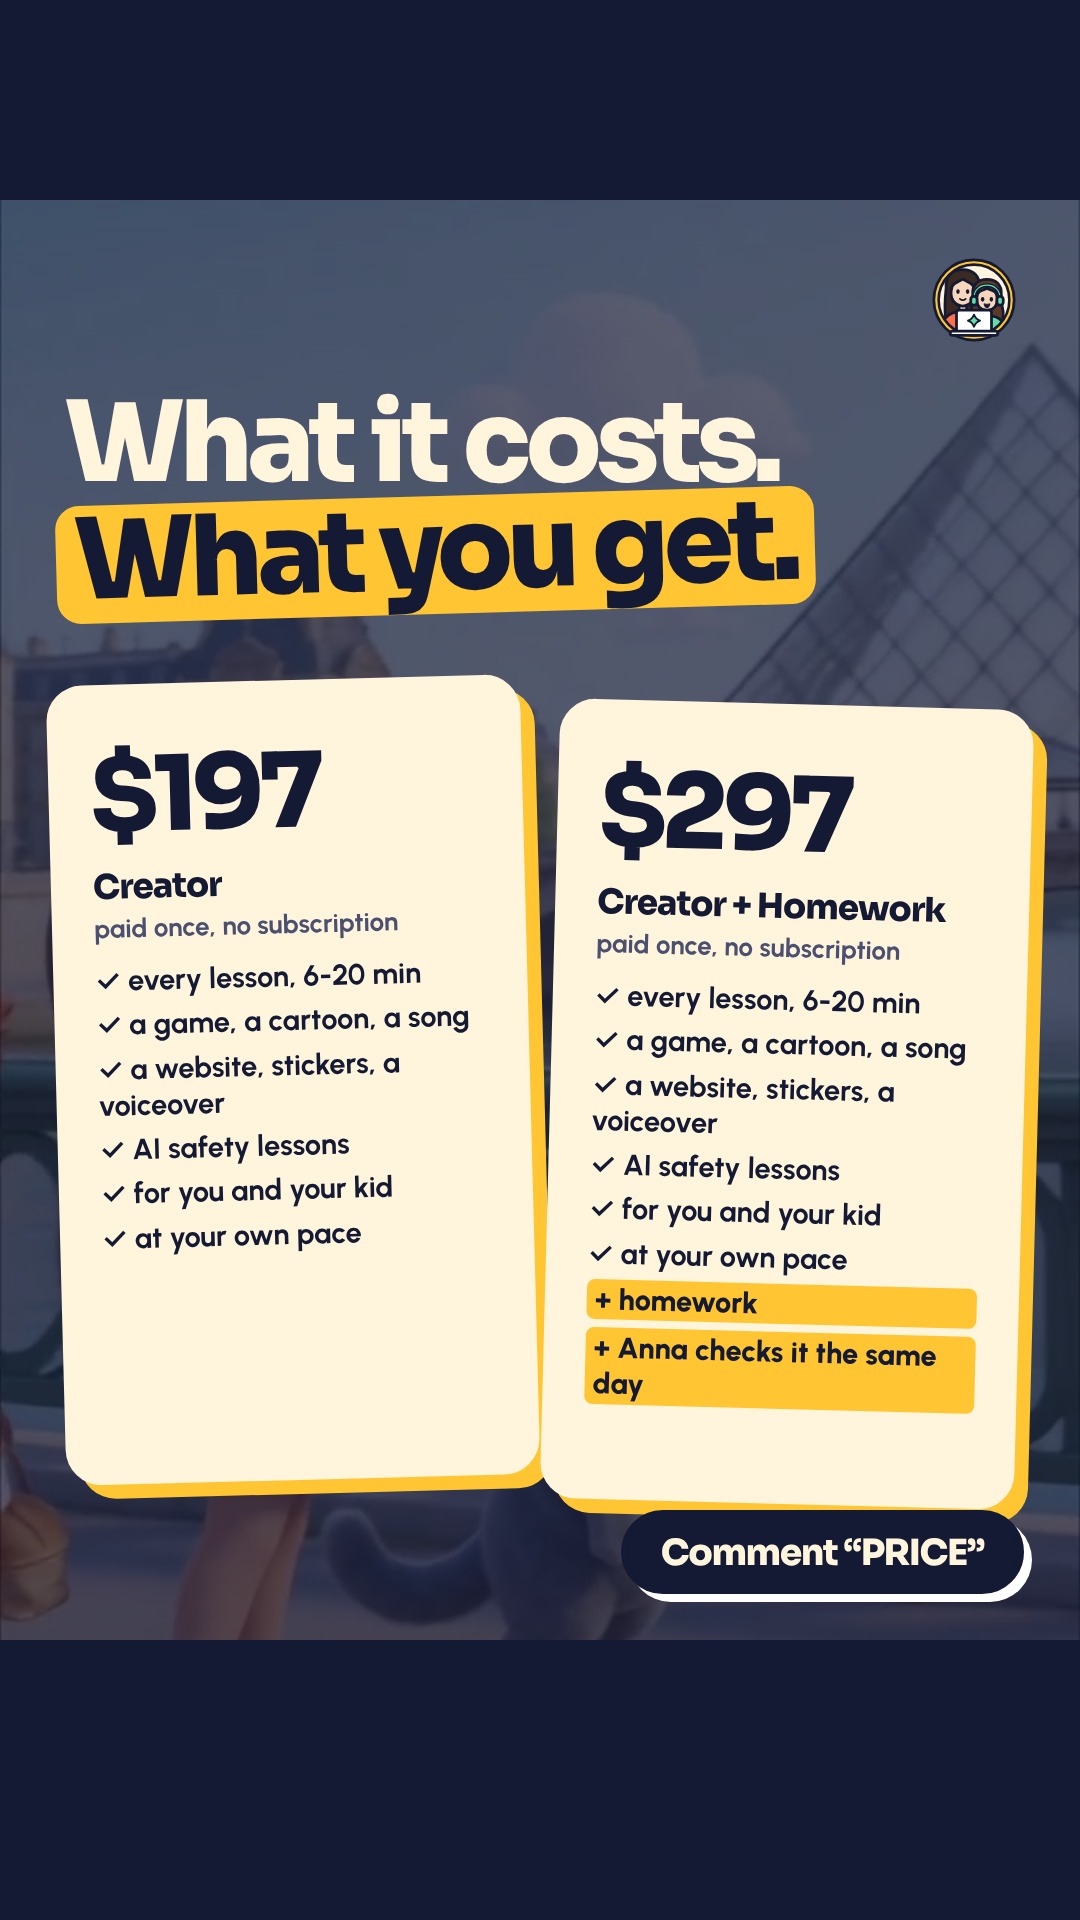 What it costs.
What you get.
$197
Creator
paid once, no subscription
✓ every lesson, 6-20 min
✓ a game, a cartoon, a song
✓ a website, stickers, a
voiceover
✓ AI safety lessons
✓ for you and your kid
✓ at your own pace
$297
Creator + Homework
paid once, no subscription
✓ every lesson, 6-20 min
✓ a game, a cartoon, a song
✓ a website, stickers, a
voiceover
✓ AI safety lessons
✓ for you and your kid
✓ at your own pace
+ homework
+ Anna checks it the same
day
Comment “PRICE”